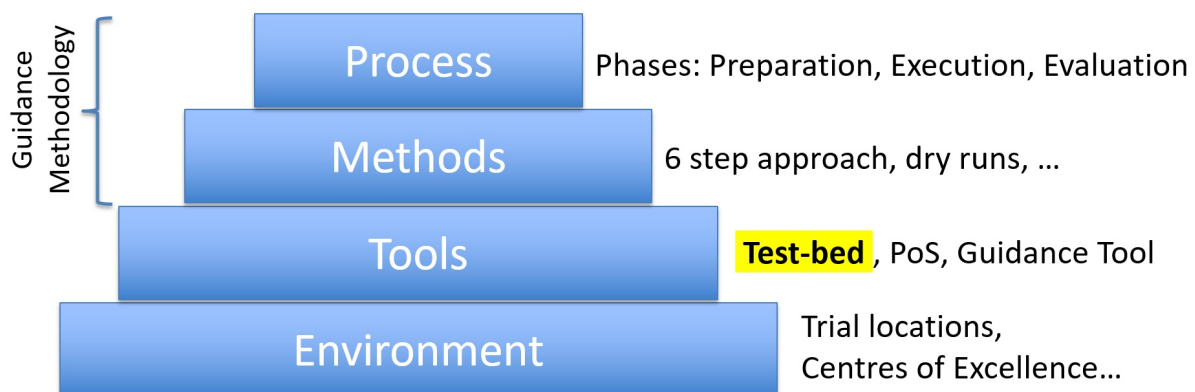 Guidance
Methodology
Process
Phases: Preparation, Execution, Evaluation
Methods
6 step approach, dry runs, …
Tools
Test-bed, PoS, Guidance Tool
Environment
Trial locations,
Centres of Excellence…